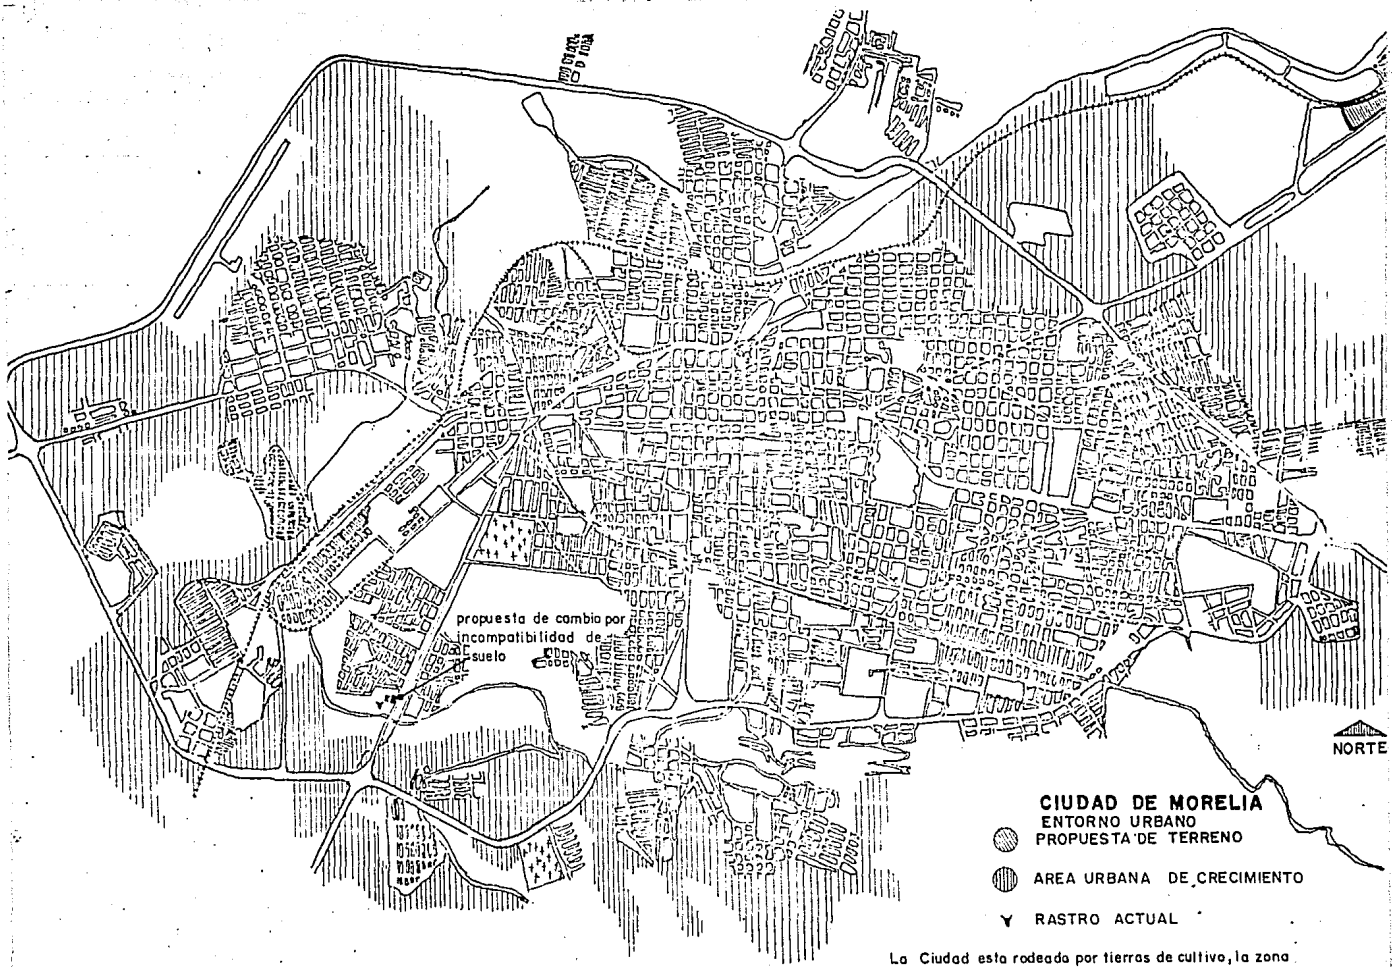 propuesta de cambio por
incompatibilidad de
suelo
NORTE
CIUDAD DE MORELIA
ENTORNO URBANO
PROPUESTA DE TERRENO
AREA URBANA DE CRECIMIENTO
RASTRO ACTUAL
La Ciudad esta rodeada por tierras de cultivo, la zona